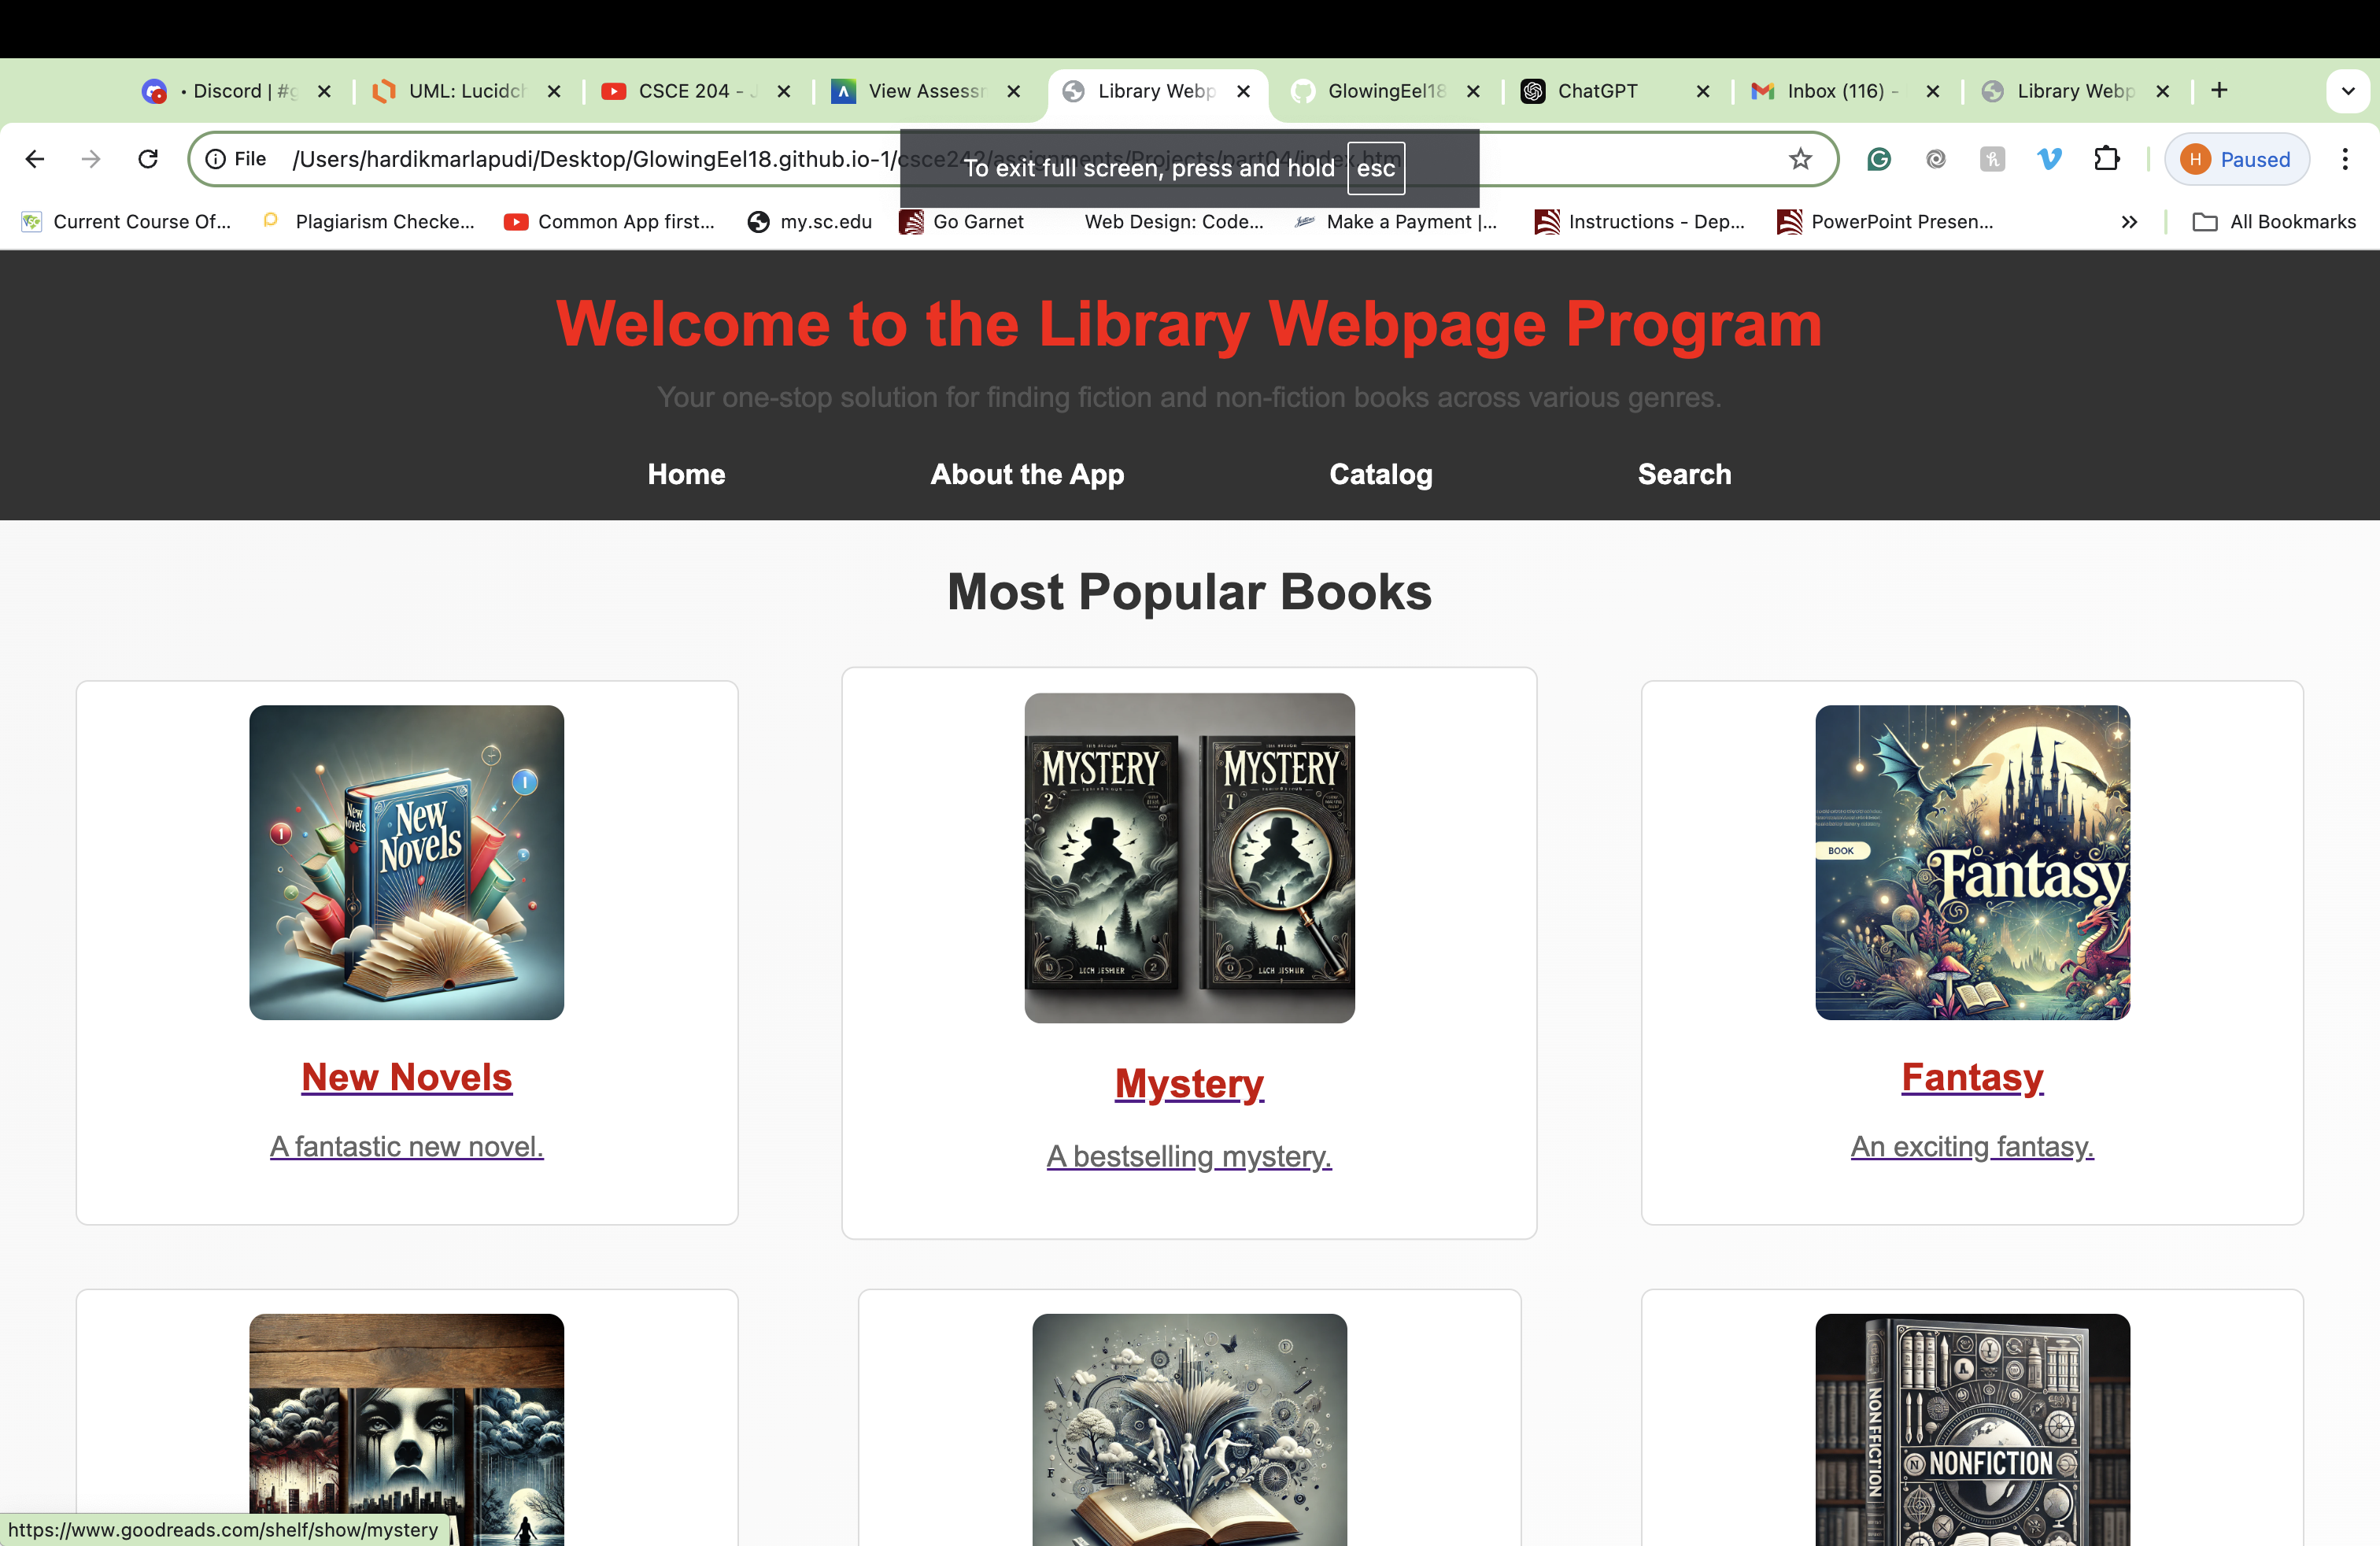 • Discord | #g
UML: Lucidch
CSCE 204 - J
View Assessm
Library Webp
GlowingEel18
ChatGPT
Inbox (116) -
Library Webp
File
/Users/hardikmarlapudi/Desktop/GlowingEel18.github.io-1/csce242/assignments/Projects/part04/index.htm
To exit full screen, press and hold esc
H Paused
Current Course Of...
Plagiarism Checke...
Common App first...
my.sc.edu
Go Garnet
Web Design: Code...
Make a Payment |...
Instructions - Dep...
PowerPoint Presen...
All Bookmarks
Welcome to the Library Webpage Program
Your one-stop solution for finding fiction and non-fiction books across various genres.
Home
About the App
Catalog
Search
Most Popular Books
New Novels
New Novels
MYSTERY
2
MYSTERY
BOOK
Fantasy
New Novels
Mystery
Fantasy
A fantastic new novel.
A bestselling mystery.
An exciting fantasy.
NONFFICTION
NONFICTION
https://www.goodreads.com/shelf/show/mystery